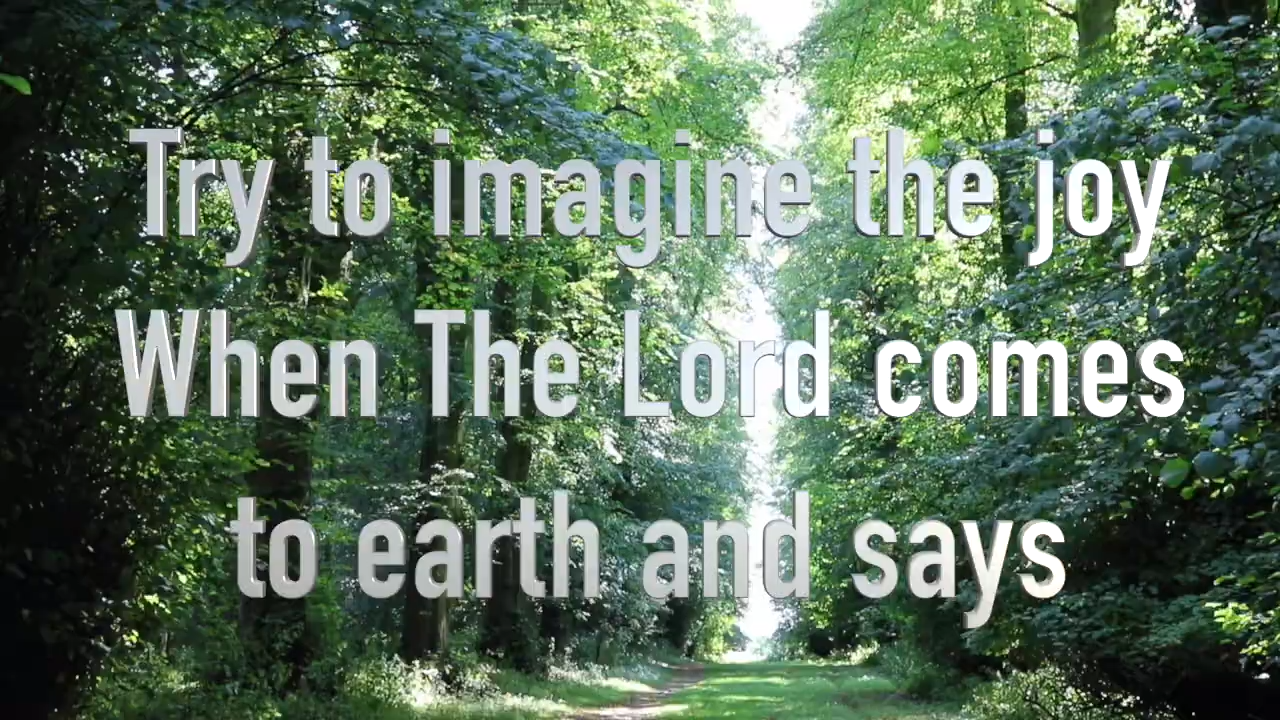 Try to imagine the joy
When The Lord comes
to earth and says